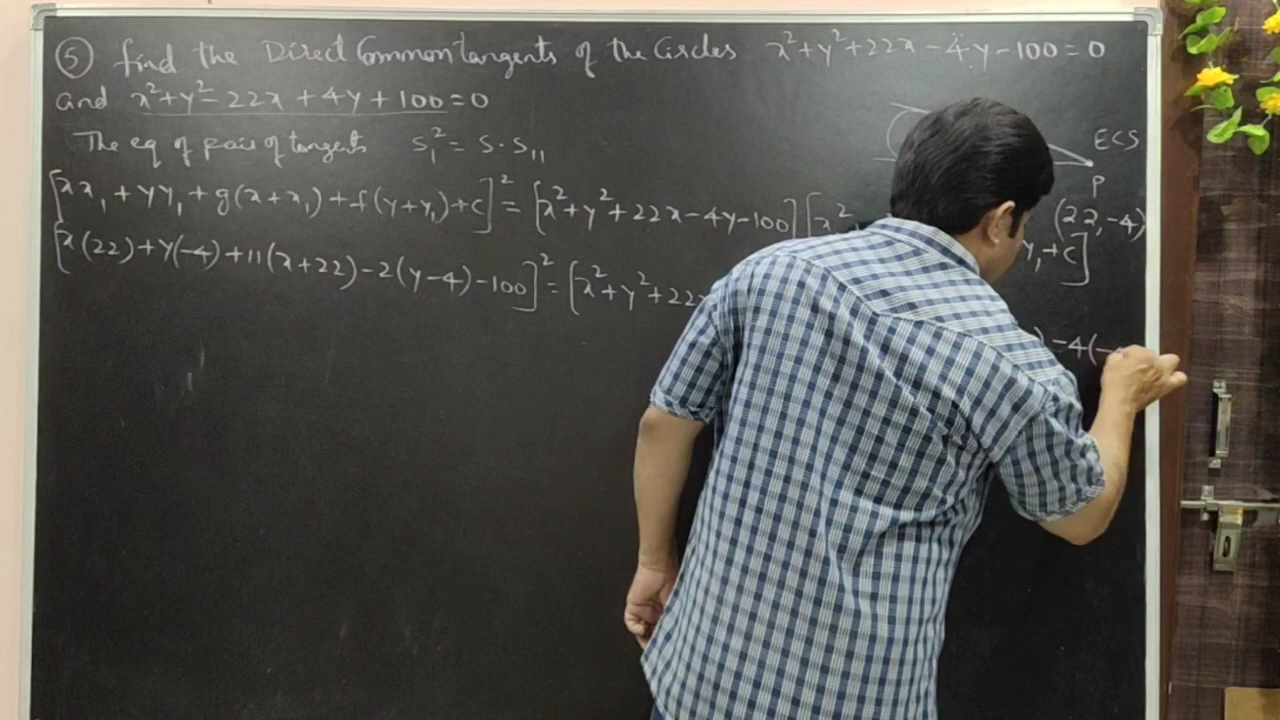 ⑤ find the Direct Common tangents of the Circles x²+y²+22x-4y-100=0
and x²+y²-22x+4y+100=0
The eq of pair of tangents S₁² = S·S₁₁
ECS
P
(22,-4)
[xx₁+yy₁+g(x+x₁)+f(y+y₁)+c]² = [x²+y²+22x-4y-100][x²
y₁+c]
[x(22)+y(-4)+11(x+22)-2(y-4)-100]² = [x²+y²+22x
)-4(-